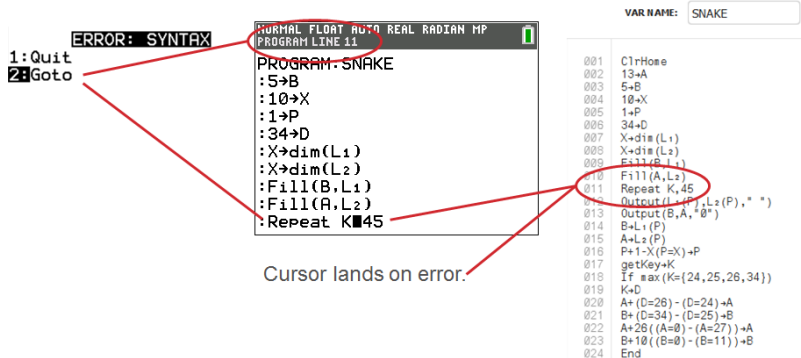 ERROR: SYNTAX
1:Quit
2:Goto
NORMAL FLOAT AUTO REAL RADIAN MP
PROGRAM LINE 11
PROGRAM:SNAKE
:5→B
:10→X
:1→P
:34→D
:X→dim(L₁)
:X→dim(L₂)
:Fill(B,L₁)
:Fill(A,L₂)
:Repeat K■45
Cursor lands on error.
VAR NAME: SNAKE
001 ClrHome
002 13→A
003 5→B
004 10→X
005 1→P
006 34→D
007 X→dim(L₁)
008 X→dim(L₂)
009 Fill(B,L₁)
010 Fill(A,L₂)
011 Repeat K,45
012 Output(L₁(P),L₂(P)," ")
013 Output(B,A,"0")
014 B→L₁(P)
015 A→L₂(P)
016 P+1-X(P=X)→P
017 getKey→K
018 If max(K={24,25,26,34})
019 K→D
020 A+(D=26)-(D=24)→A
021 B+(D=34)-(D=25)→B
022 A+26((A=0)-(A=27))→A
023 B+10((B=0)-(B=11))→B
024 End